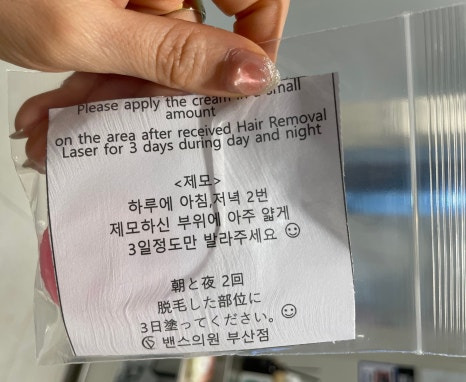 Please apply the cream in a small
amount
on the area after received Hair Removal
Laser for 3 days during day and night
<제모>
하루에 아침,저녁 2번
제모하신 부위에 아주 얇게
3일정도만 발라주세요 ☺
朝と夜 2回
脱毛した部位に
3日塗ってください。☺
밴스의원 부산점